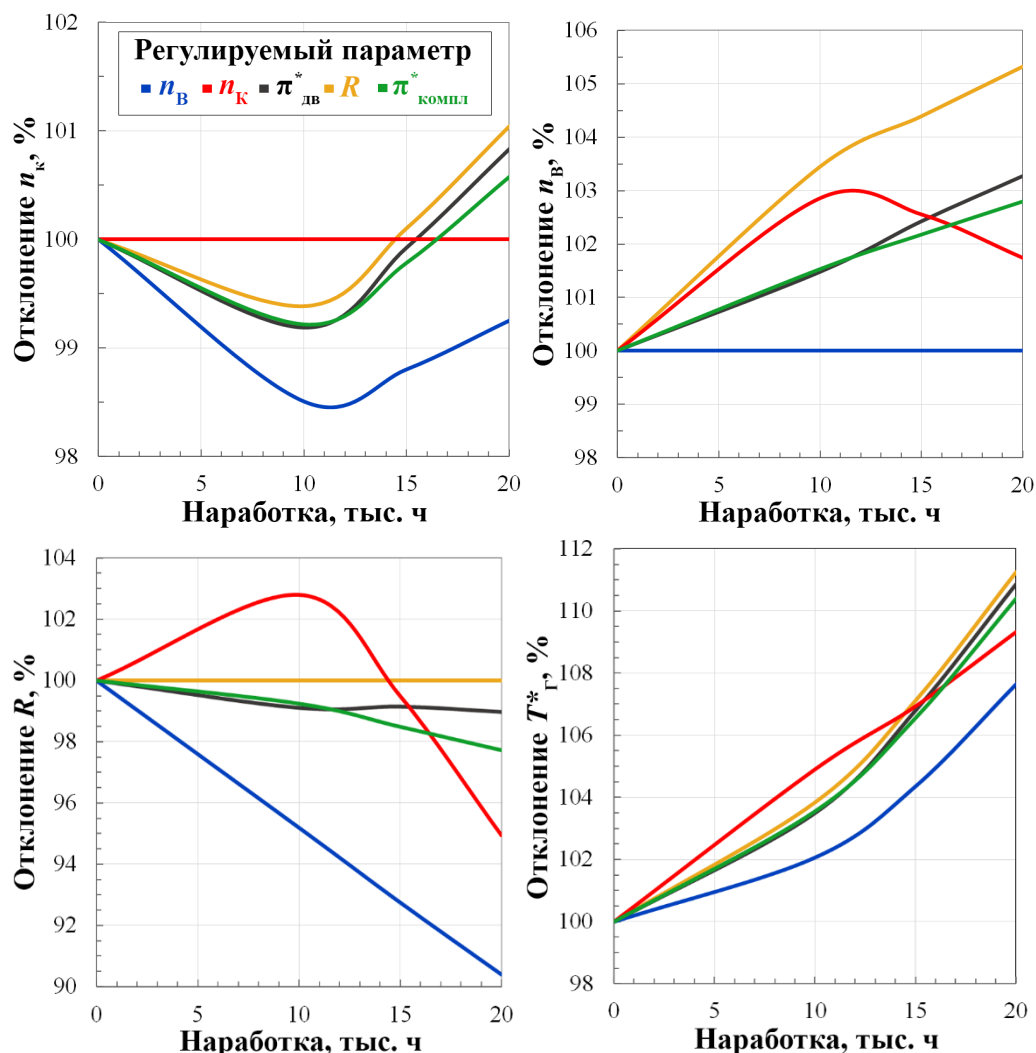 102
101
100
99
98
Отклонение nк, %
Регулируемый параметр
nВ nК π*дв R π*компл
0 5 10 15 20
Наработка, тыс. ч
106
105
104
103
102
101
100
99
98
Отклонение nВ, %
0 5 10 15 20
Наработка, тыс. ч
104
102
100
98
96
94
92
90
Отклонение R, %
0 5 10 15 20
Наработка, тыс. ч
112
110
108
106
104
102
100
98
Отклонение T*Г, %
0 5 10 15 20
Наработка, тыс. ч